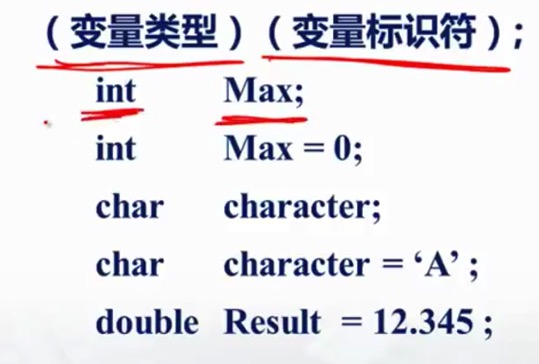 （变量类型）（变量标识符）;
int Max;
int Max = 0;
char character;
char character = ‘A’ ;
double Result = 12.345 ;